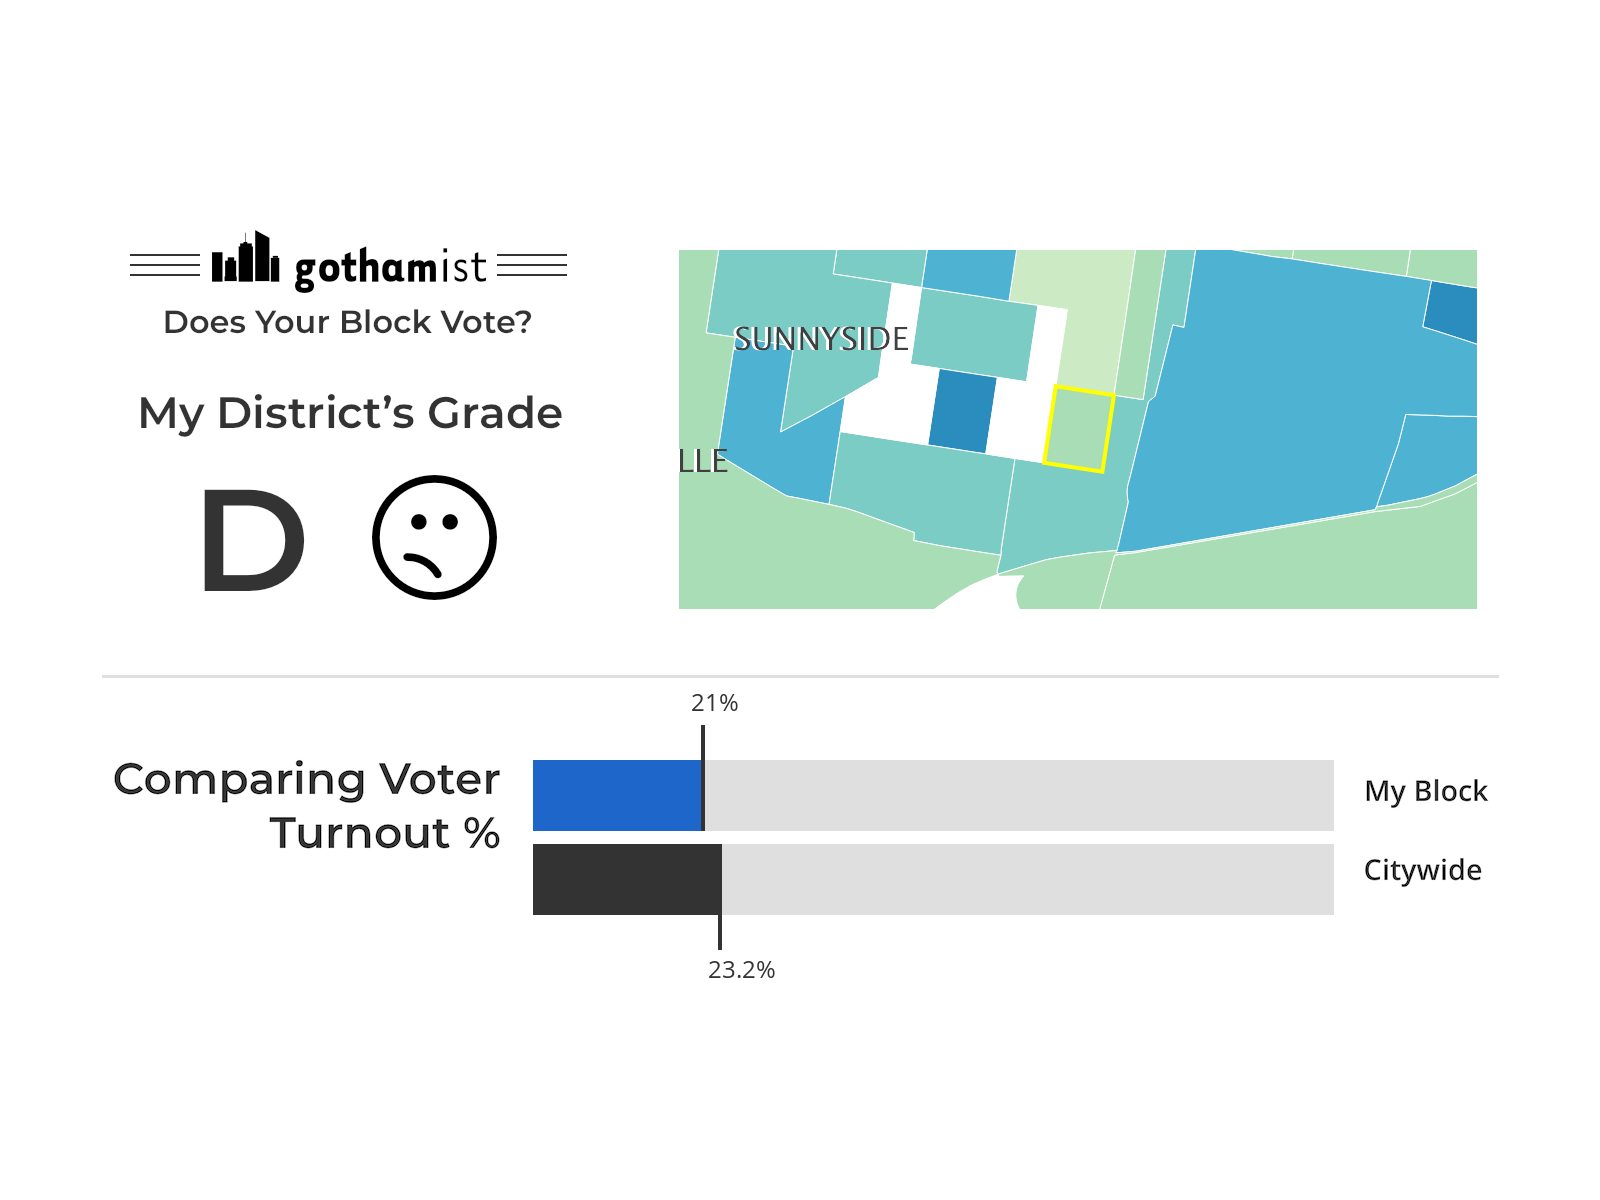 gothamist
Does Your Block Vote?
My District’s Grade
D
SUNNYSIDE
LLE
21%
Comparing Voter
Turnout %
My Block
Citywide
23.2%